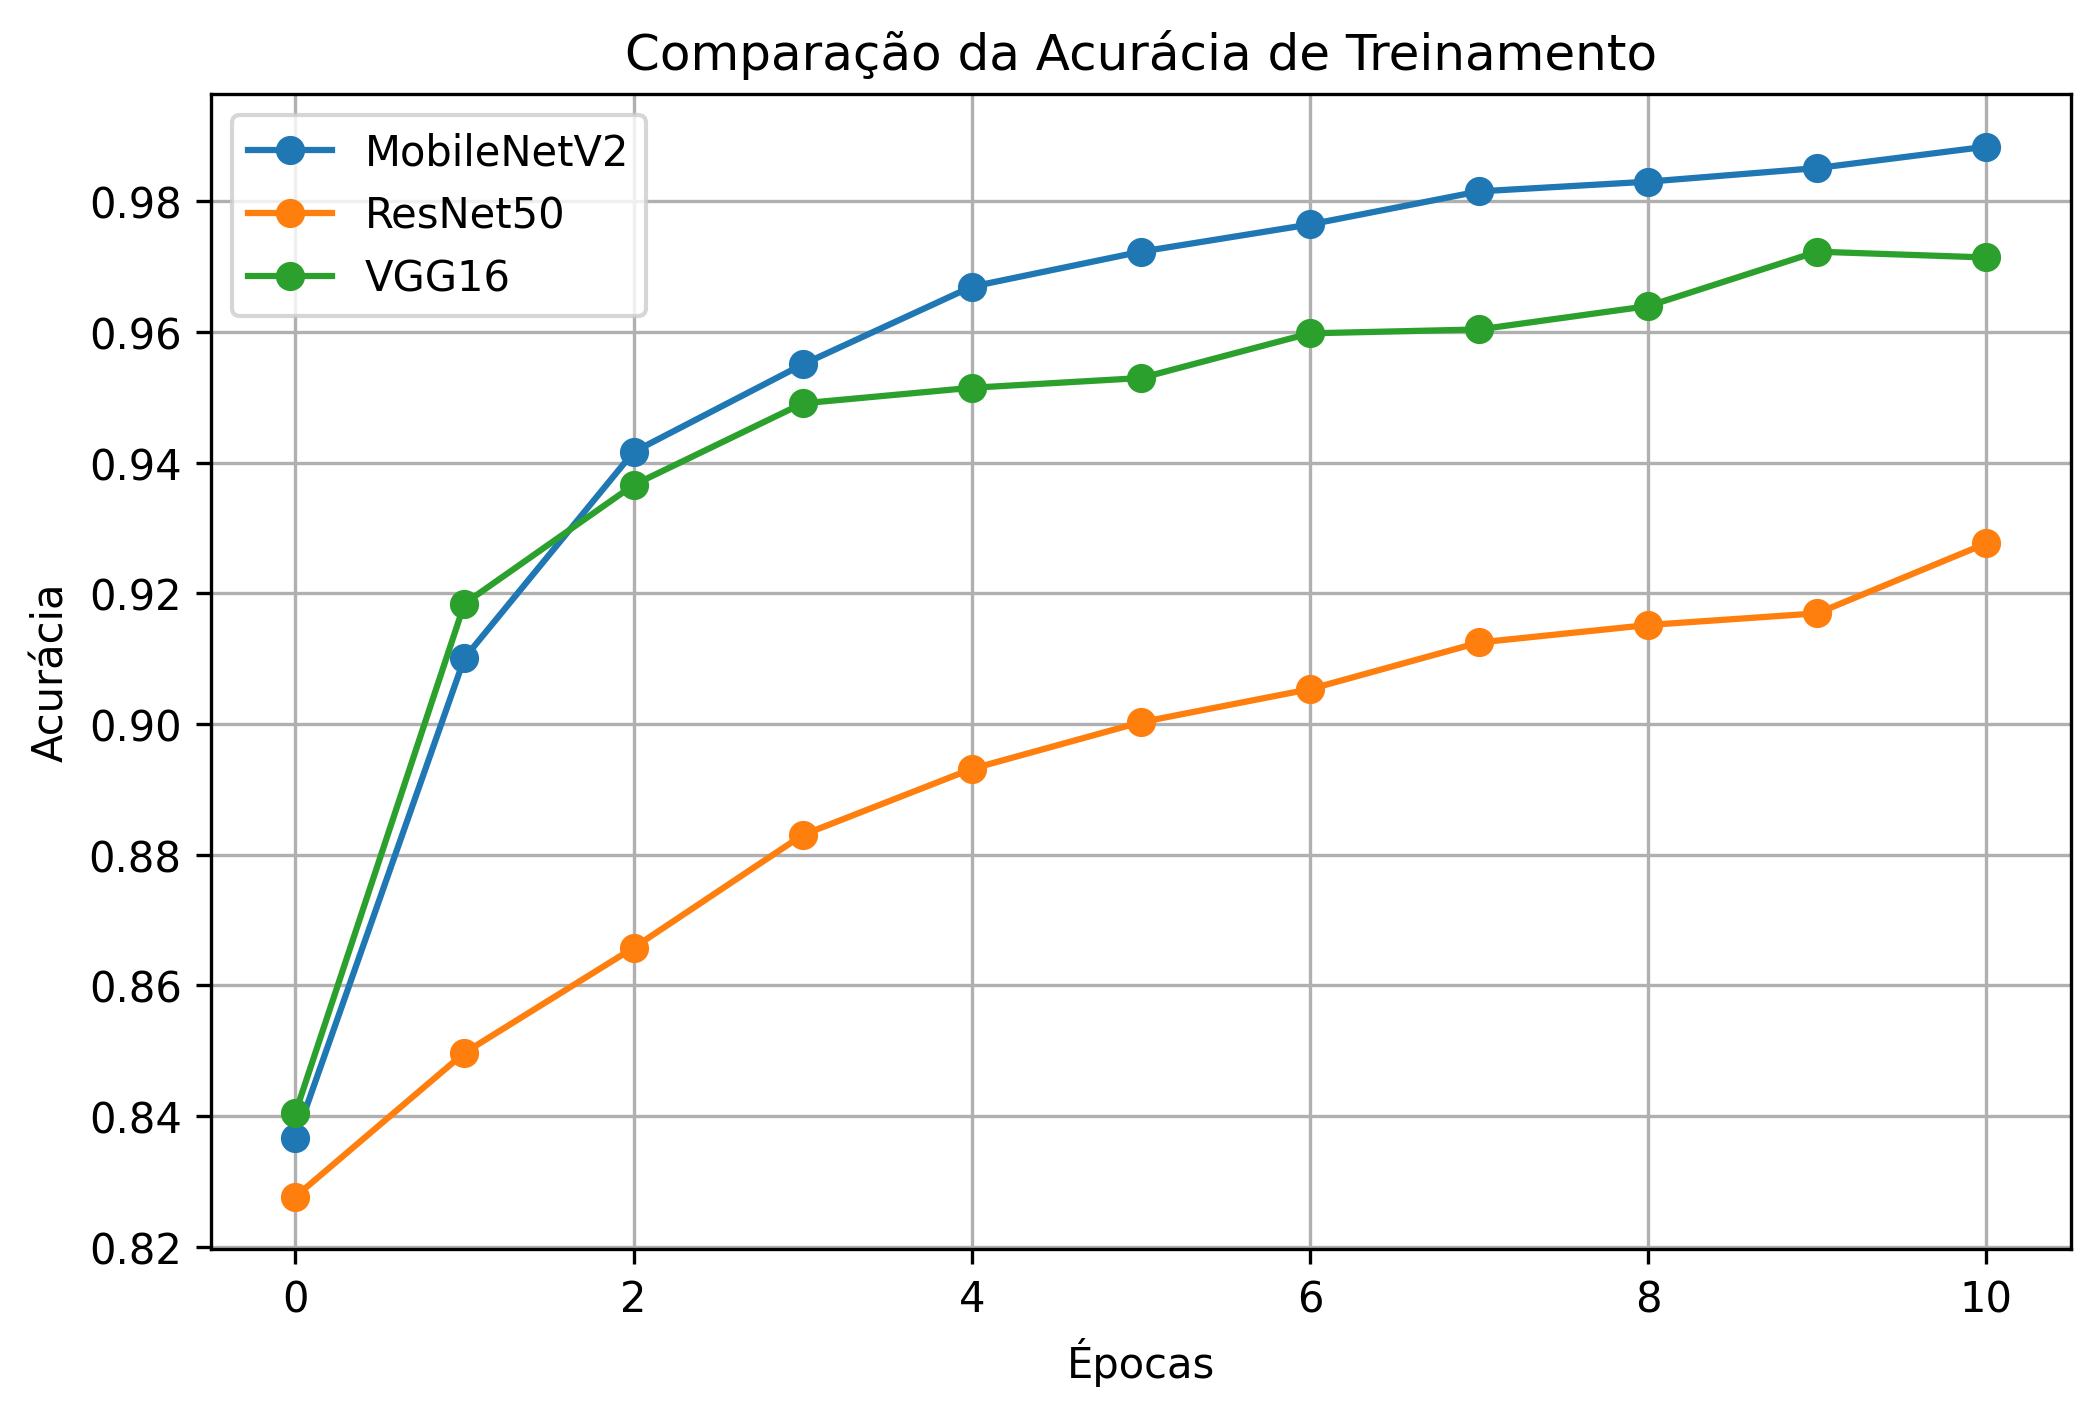 Comparação da Acurácia de Treinamento
MobileNetV2
ResNet50
VGG16
0.98
0.96
0.94
0.92
0.90
0.88
0.86
0.84
0.82
Acurácia
0 2 4 6 8 10
Épocas